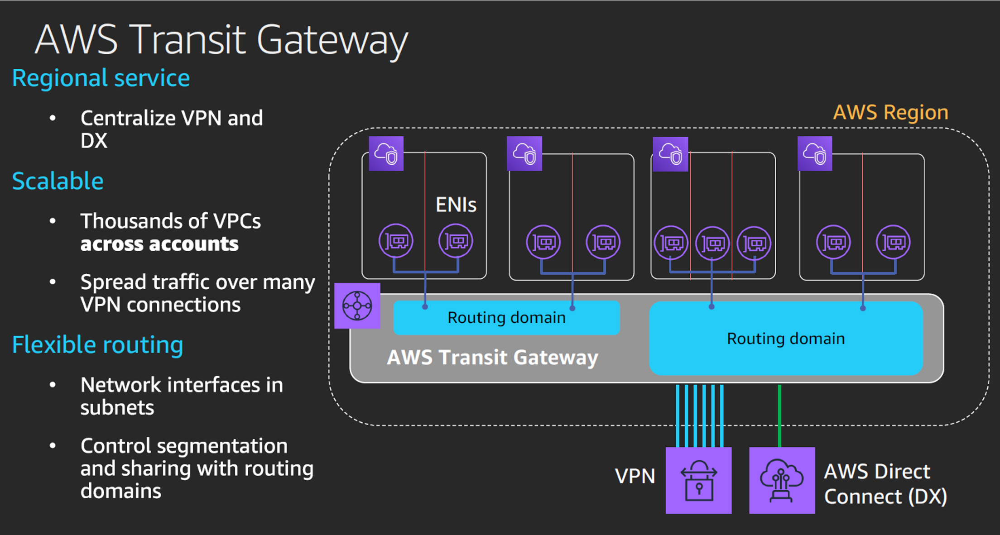 AWS Transit Gateway
Regional service
• Centralize VPN and
DX
Scalable
• Thousands of VPCs
across accounts
• Spread traffic over many
VPN connections
Flexible routing
• Network interfaces in
subnets
• Control segmentation
and sharing with routing
domains
AWS Region
ENIs
Routing domain
Routing domain
AWS Transit Gateway
VPN
AWS Direct
Connect (DX)